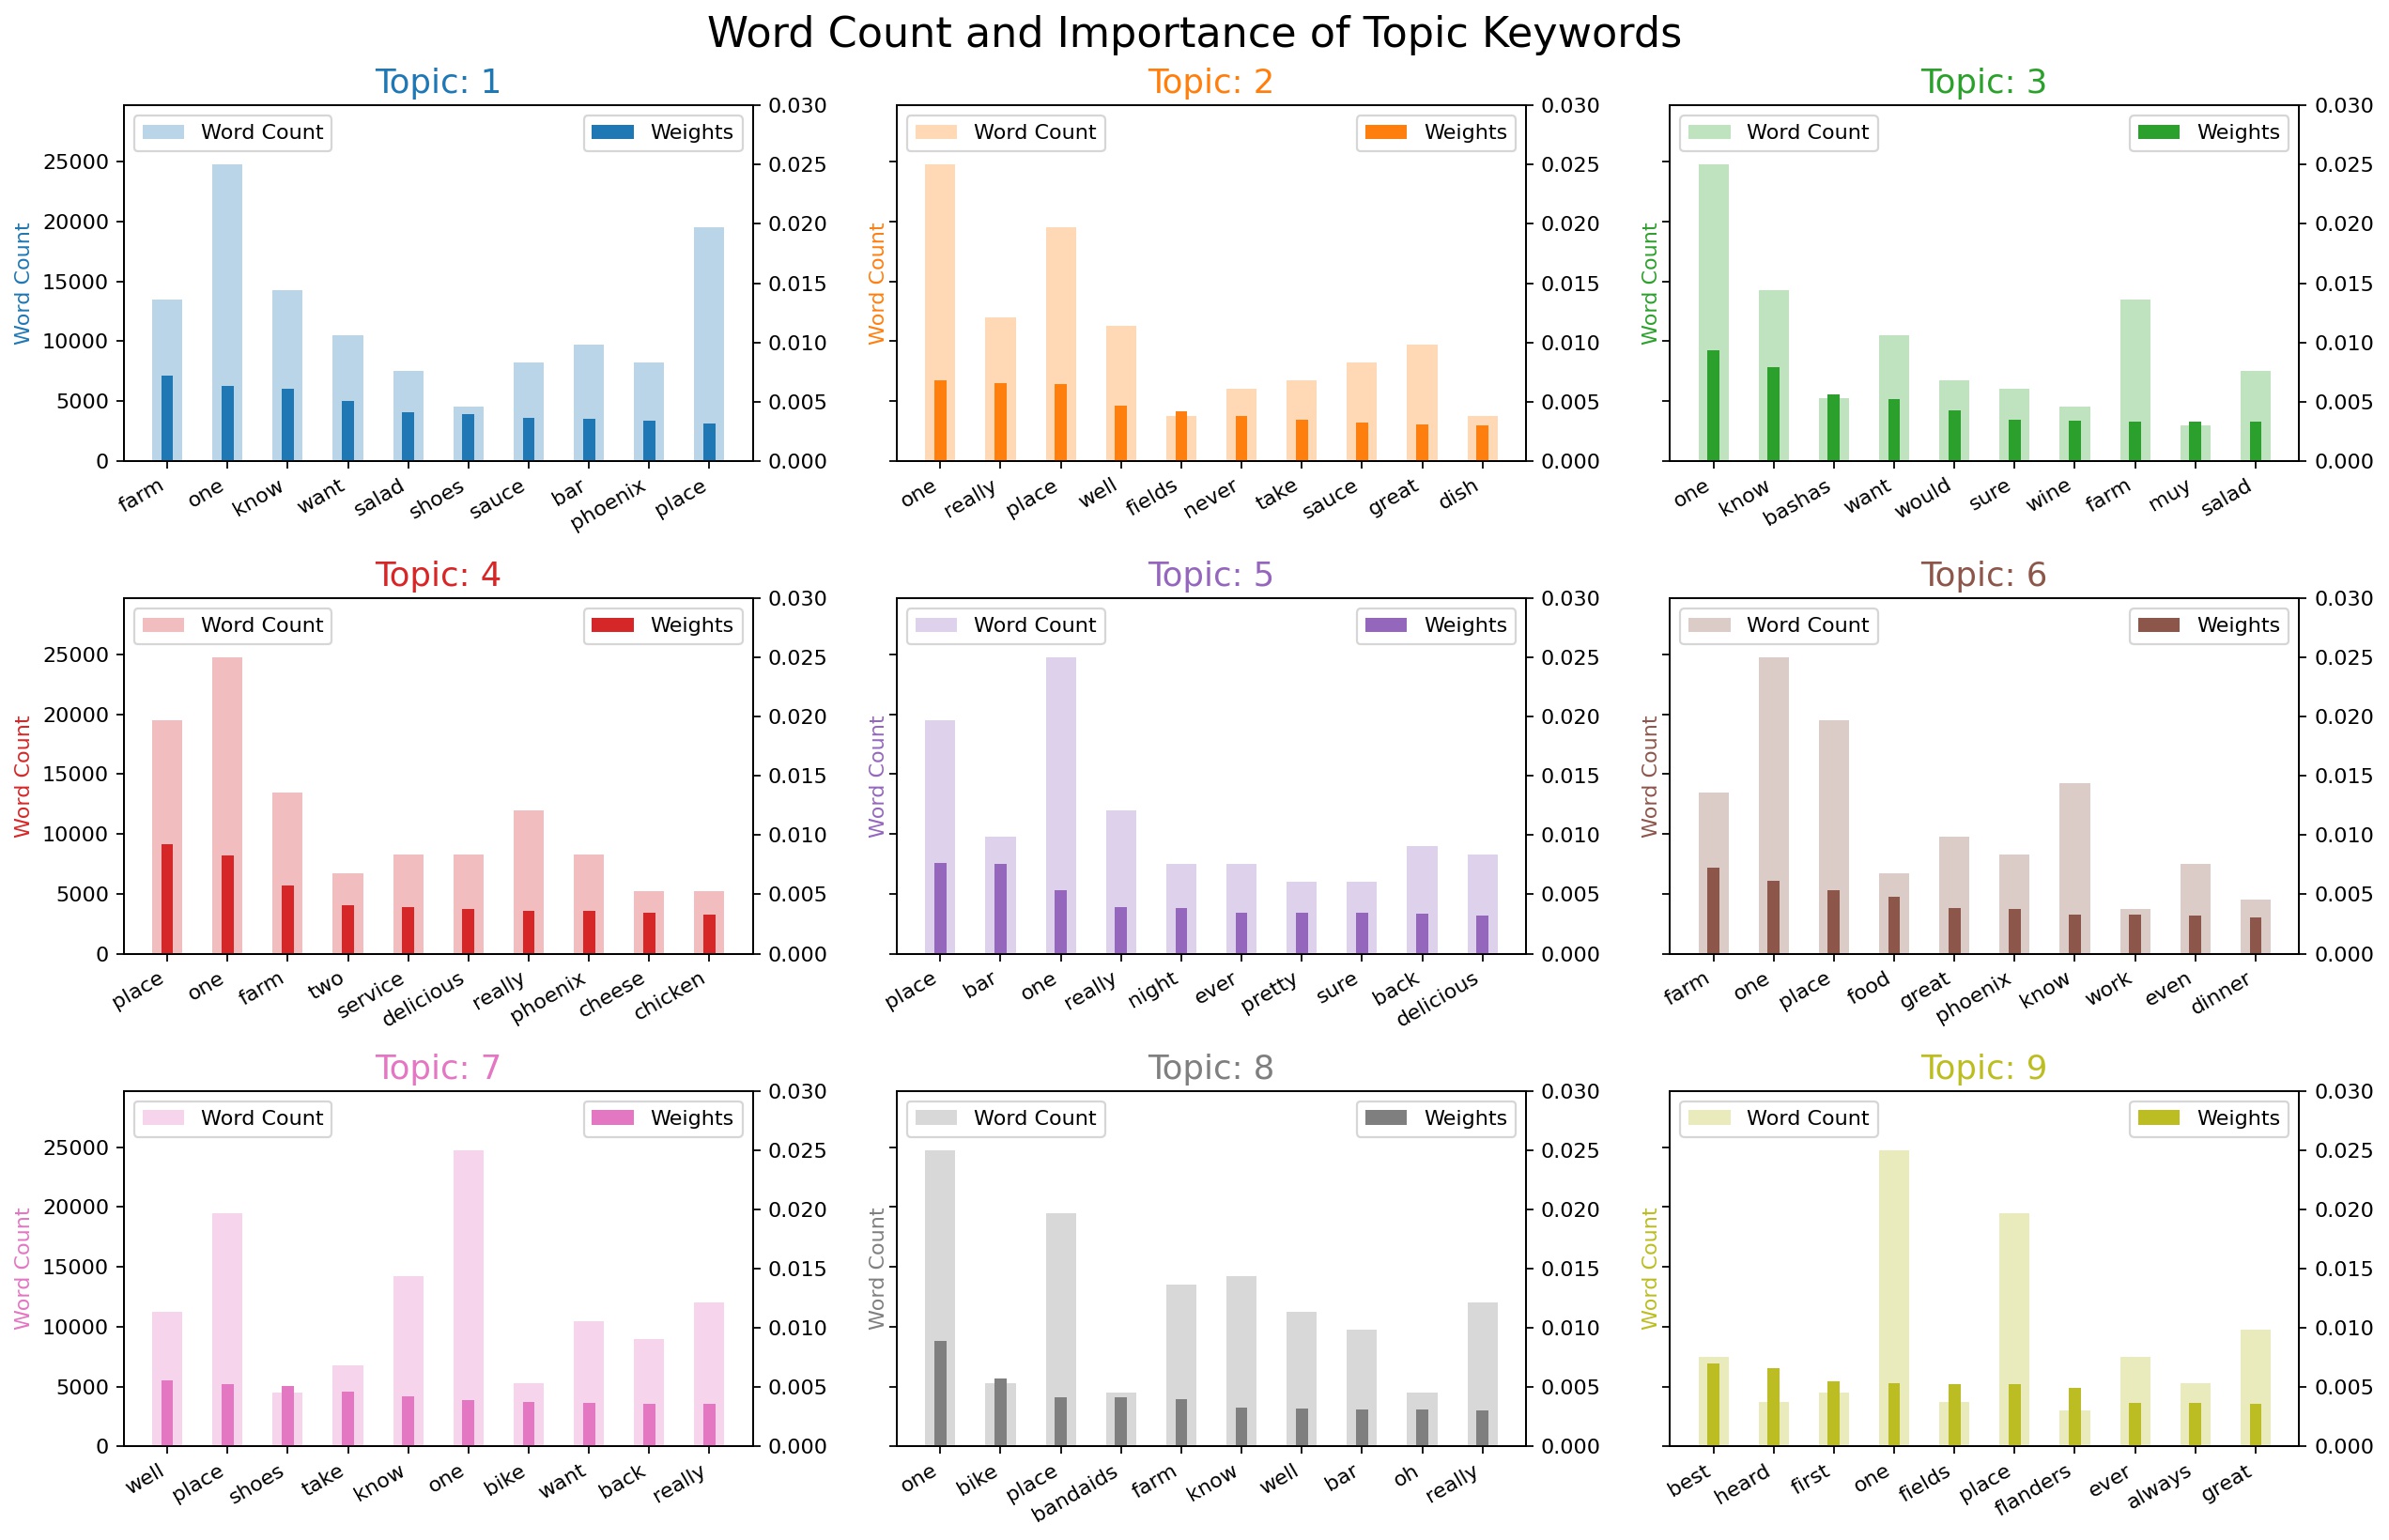 Word Count and Importance of Topic Keywords
Topic: 1
Word Count
Weights
Word Count
25000
20000
15000
10000
5000
0
0.030
0.025
0.020
0.015
0.010
0.005
0.000
farm one know want salad shoes sauce bar phoenix place
Topic: 2
Word Count
Weights
Word Count
0.030
0.025
0.020
0.015
0.010
0.005
0.000
one really place well fields never take sauce great dish
Topic: 3
Word Count
Weights
Word Count
0.030
0.025
0.020
0.015
0.010
0.005
0.000
one know bashas want would sure wine farm muy salad
Topic: 4
Word Count
Weights
Word Count
25000
20000
15000
10000
5000
0
0.030
0.025
0.020
0.015
0.010
0.005
0.000
place one farm two service delicious really phoenix cheese chicken
Topic: 5
Word Count
Weights
Word Count
0.030
0.025
0.020
0.015
0.010
0.005
0.000
place bar one really night ever pretty sure back delicious
Topic: 6
Word Count
Weights
Word Count
0.030
0.025
0.020
0.015
0.010
0.005
0.000
farm one place food great phoenix know work even dinner
Topic: 7
Word Count
Weights
Word Count
25000
20000
15000
10000
5000
0
0.030
0.025
0.020
0.015
0.010
0.005
0.000
well place shoes take know one bike want back really
Topic: 8
Word Count
Weights
Word Count
0.030
0.025
0.020
0.015
0.010
0.005
0.000
one bike place bandaids farm know well bar oh really
Topic: 9
Word Count
Weights
Word Count
0.030
0.025
0.020
0.015
0.010
0.005
0.000
best heard first one fields place flanders ever always great